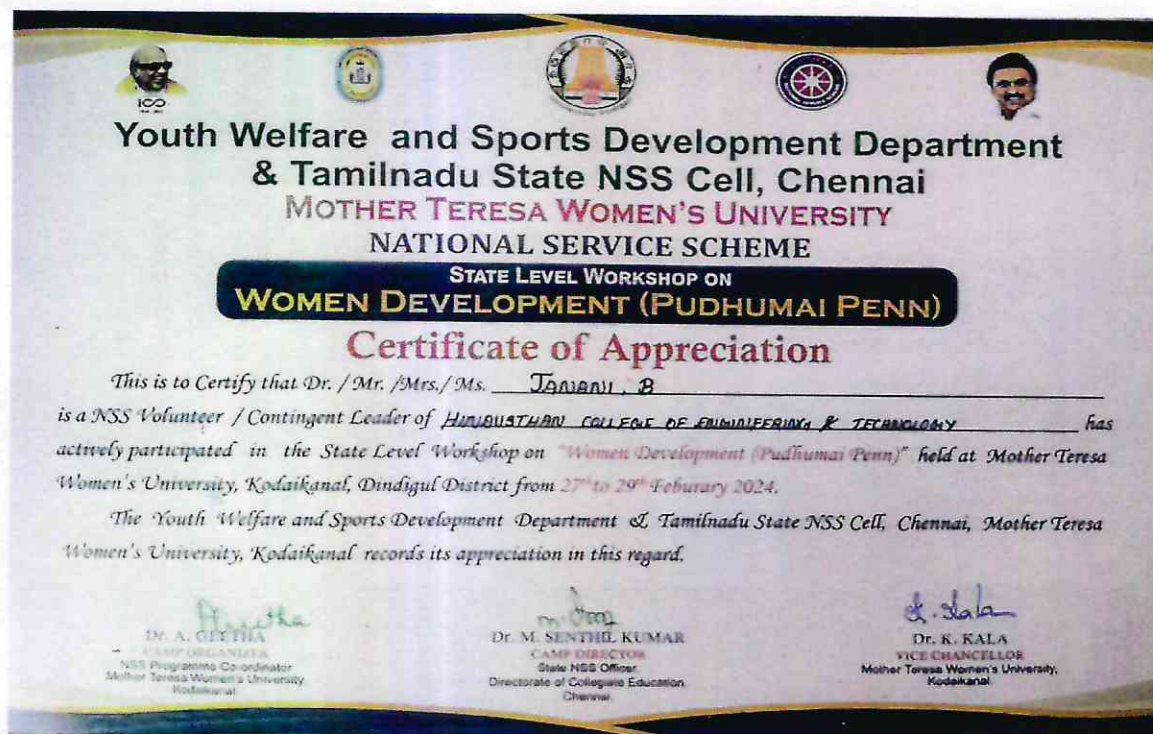 100
Youth Welfare and Sports Development Department
& Tamilnadu State NSS Cell, Chennai
MOTHER TERESA WOMEN'S UNIVERSITY
NATIONAL SERVICE SCHEME
STATE LEVEL WORKSHOP ON
WOMEN DEVELOPMENT (PUDHUMAI PENN)
Certificate of Appreciation
This is to Certify that Dr. / Mr. /Mrs./ Ms. JANANI. B
is a NSS Volunteer / Contingent Leader of HINDUSTHAN COLLEGE OF ENGINEERING & TECHNOLOGY has
actively participated in the State Level Workshop on "Women Development (Pudhumai Penn)" held at Mother Teresa
Women's University, Kodaikanal, Dindigul District from 27th to 29th Feburary 2024.
The Youth Welfare and Sports Development Department & Tamilnadu State NSS Cell, Chennai, Mother Teresa
Women's University, Kodaikanal records its appreciation in this regard.
Dr. A. GEETHA
CAMP ORGANIZER
NSS Programme Co-ordinator
Mother Teresa Women's University,
Kodaikanal.
Dr. M. SENTHIL KUMAR
CAMP DIRECTOR
State NSS Officer,
Directorate of Collegiate Education,
Chennai.
K. Kala
Dr. K. KALA
VICE CHANCELLOR
Mother Teresa Women's University,
Kodaikanal.